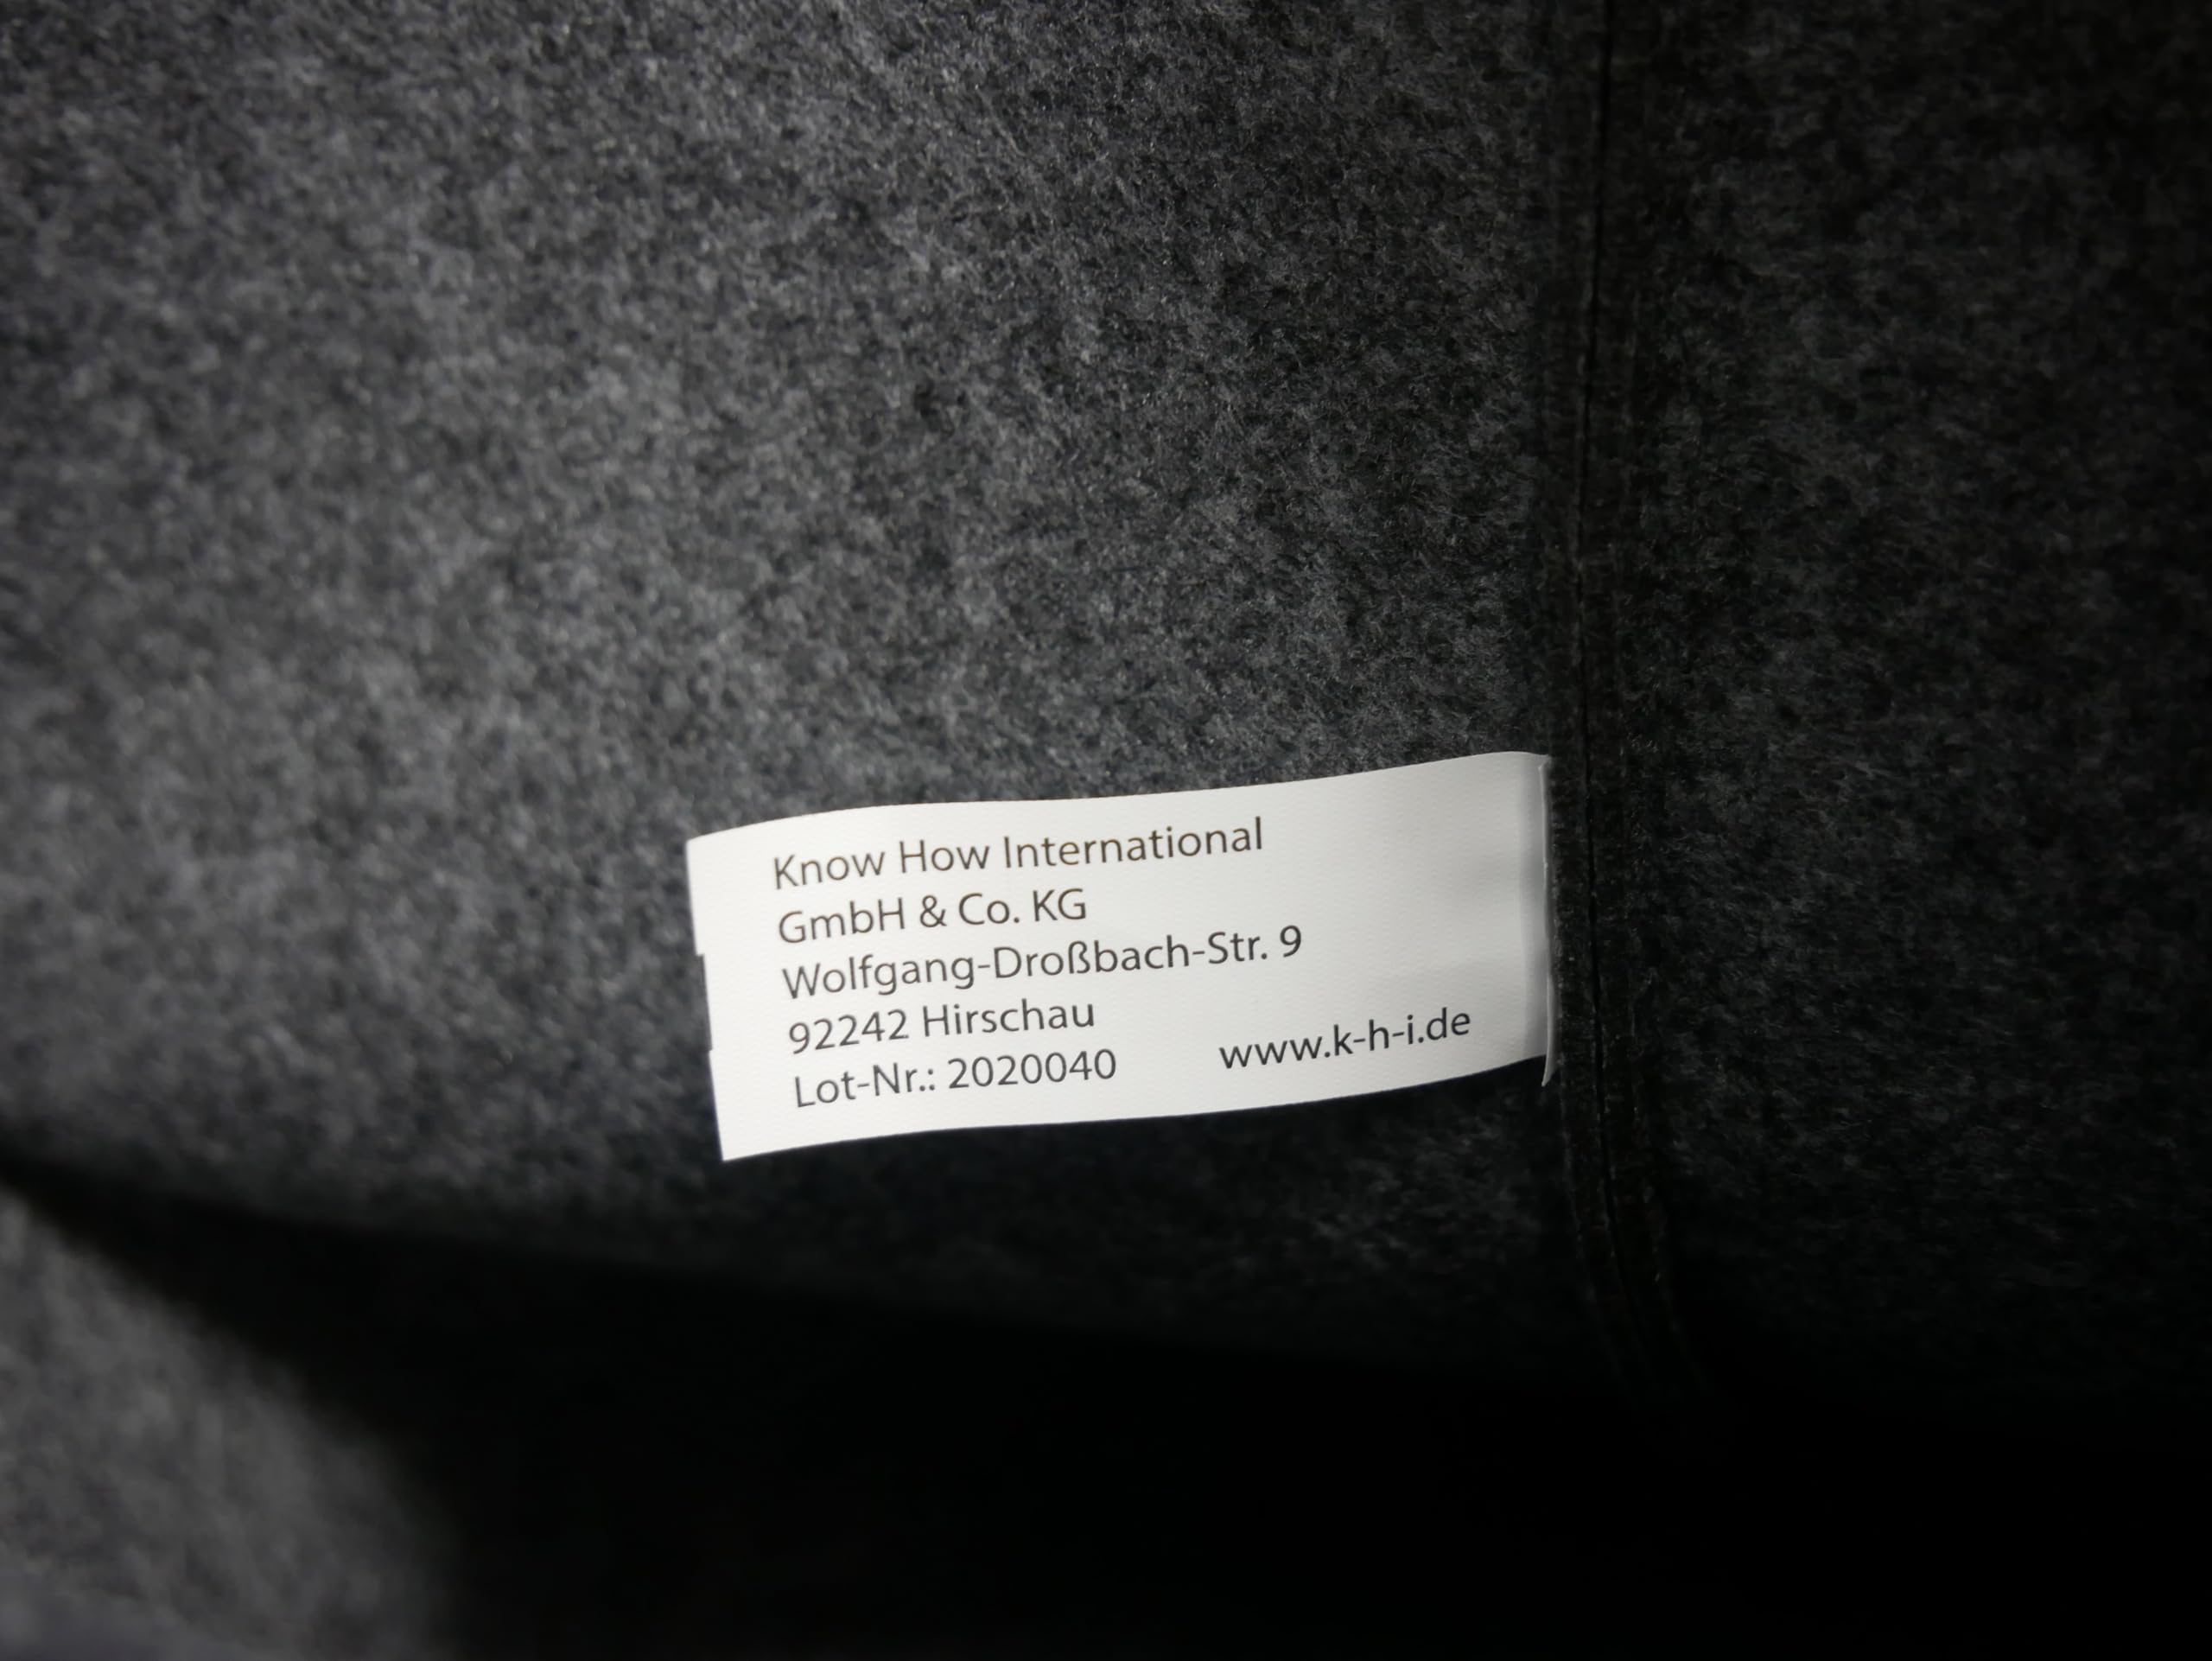 Know How International
GmbH & Co. KG
Wolfgang-Droßbach-Str. 9
92242 Hirschau
Lot-Nr.: 2020040 www.k-h-i.de